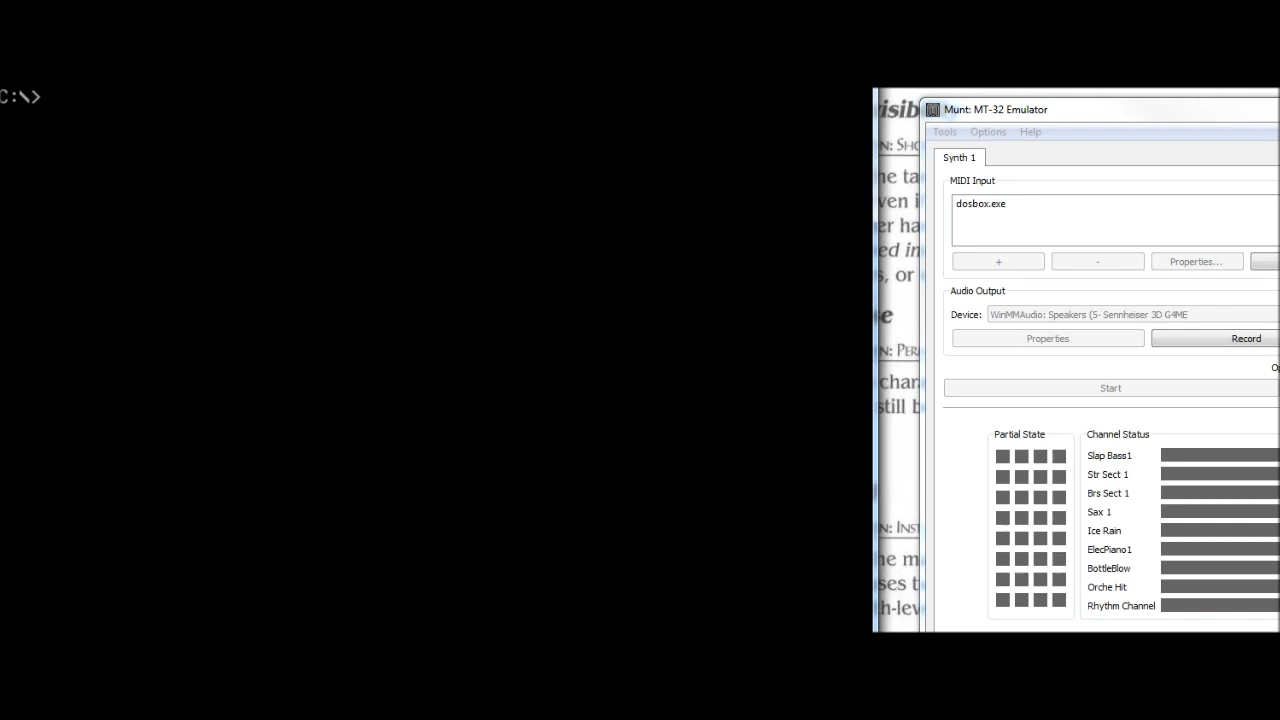 C:\>
Munt: MT-32 Emulator
Tools Options Help
Synth 1
MIDI Input
dosbox.exe
+ - Properties...
Audio Output
Device: WinMMAudio: Speakers (5- Sennheiser 3D G4ME
Properties Record
Start
Partial State Channel Status
Slap Bass1
Str Sect 1
Brs Sect 1
Sax 1
Ice Rain
ElecPiano1
BottleBlow
Orche Hit
Rhythm Channel